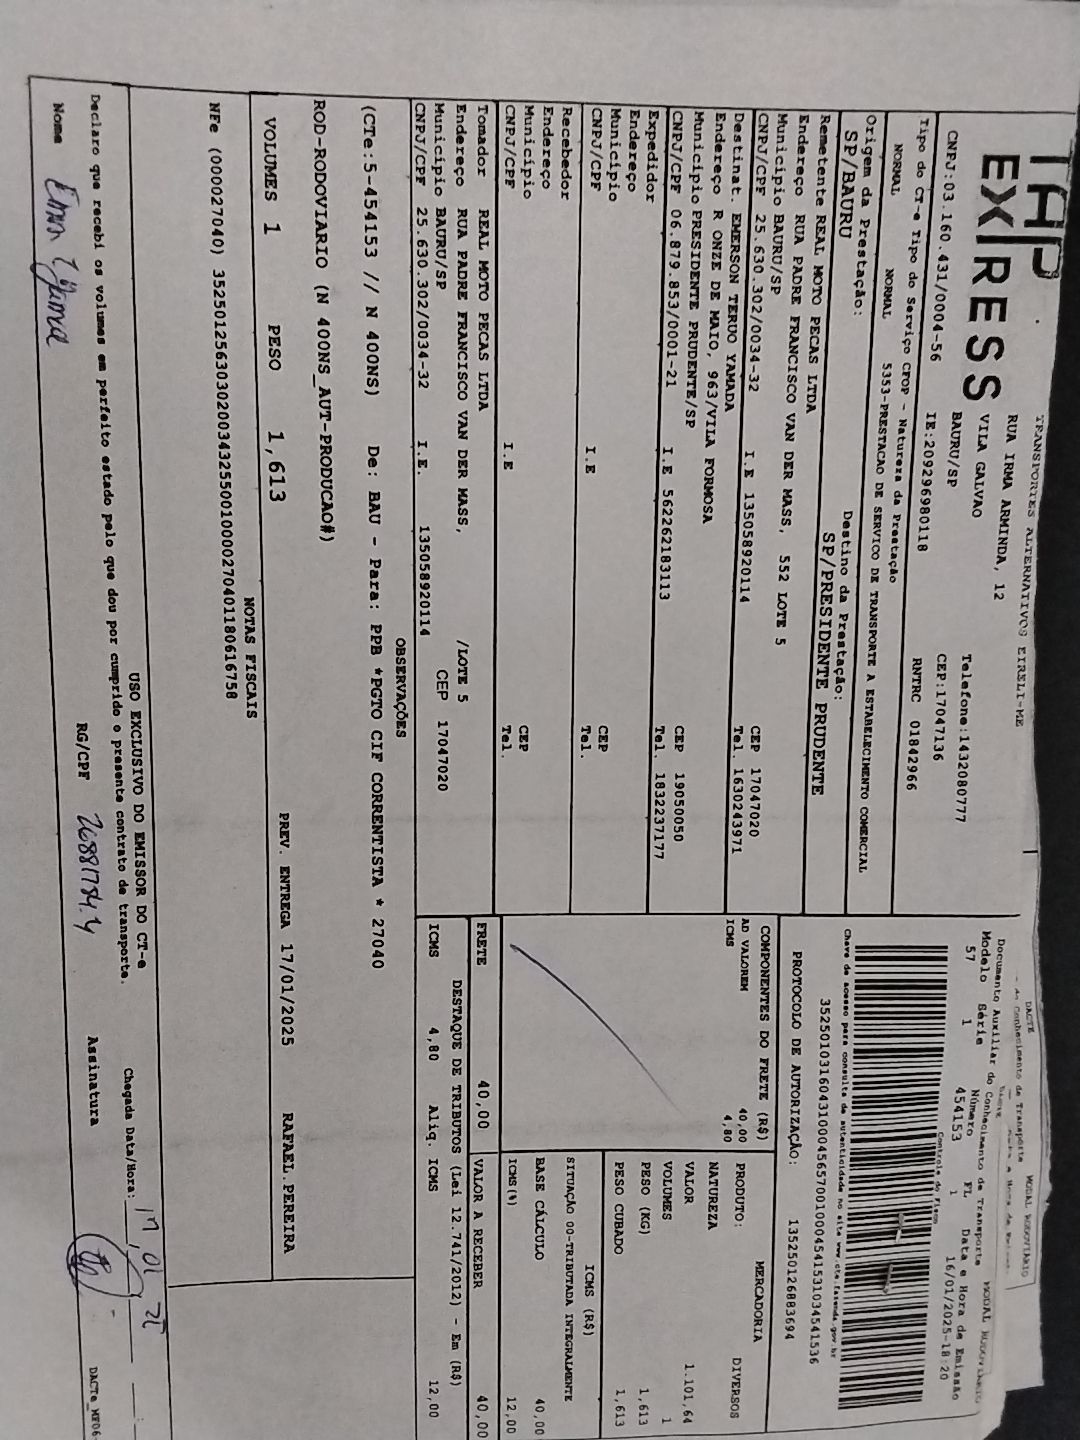 TRANSPORTES ALTERNATIVOS EIRELI-ME
TAP EXPRESS
RUA IRMA ARMINDA, 12
VILA GALVAO
BAURU/SP
Telefone:1432080777
CEP:17047136
CNPJ:03.160.431/0004-56
IE:209296980118
RNTRC 01842966
Tipo do CT-e Tipo do Serviço CFOP - Natureza da Prestação
NORMAL NORMAL 5353-PRESTACAO DE SERVICO DE TRANSPORTE A ESTABELECIMENTO COMERCIAL
Origem da Prestação: Destino da Prestação:
SP/BAURU SP/PRESIDENTE PRUDENTE
Remetente REAL MOTO PECAS LTDA
Endereço RUA PADRE FRANCISCO VAN DER MASS, 552 LOTE 5
Municipio BAURU/SP CEP 17047020
CNPJ/CPF 25.630.302/0034-32 I.E 135058920114 Tel. 1630243971
Destinat. EMERSON TERUO YAMADA
Endereço R ONZE DE MAIO, 963/VILA FORMOSA
Municipio PRESIDENTE PRUDENTE/SP CEP 19050050
CNPJ/CPF 06.879.853/0001-21 I.E 562262183113 Tel. 1832237177
Expedidor
Endereço
Municipio CEP
CNPJ/CPF I.E Tel.
Recebedor
Endereço
Municipio CEP
CNPJ/CPF I.E Tel.
Tomador REAL MOTO PECAS LTDA
Endereço RUA PADRE FRANCISCO VAN DER MASS, /LOTE 5
Municipio BAURU/SP CEP 17047020
CNPJ/CPF 25.630.302/0034-32 I.E. 135058920114
DACTE MODAL RODOVIÁRIO
Documento Auxiliar do Conhecimento de Transporte MODAL RODOVIÁRIO
Modelo Série Número FL Data e Hora de Emissão
57 1 454153 1 16/01/2025-18:20
Controle do Fisco
Chave de acesso para consulta de autenticidade no site www.cte.fazenda.gov.br
35250103160431000456570010004541531034541536
PROTOCOLO DE AUTORIZAÇÃO: 135250126883694
COMPONENTES DO FRETE (R$)
AD VALOREM 40,00
ICMS 4,80
FRETE 40,00
MERCADORIA
PRODUTO: DIVERSOS
NATUREZA
VALOR 1.101,64
VOLUMES 1
PESO (KG) 1,613
PESO CUBADO 1,613
ICMS (R$)
SITUAÇÃO 00-TRIBUTADA INTEGRALMENTE
BASE CÁLCULO 40,00
ICMS(%) 12,00
VALOR A RECEBER 40,00
DESTAQUE DE TRIBUTOS (Lei 12.741/2012) - Em (R$)
ICMS 4,80 Aliq. ICMS 12,00
OBSERVAÇÕES
(CTe:5-454153 // N 400NS) De: BAU - Para: PPB *PGTO CIF CORRENTISTA * 27040
ROD-RODOVIARIO (N 400NS_AUT-PRODUCAO#)
VOLUMES 1 PESO 1,613 PREV. ENTREGA 17/01/2025 RAFAEL.PEREIRA
NOTAS FISCAIS
NFe (000027040) 35250125630302003432550010000270401180616758
USO EXCLUSIVO DO EMISSOR DO CT-e
Declaro que recebi os volumes em perfeito estado pelo que dou por cumprido o presente contrato de transporte.
Chegada Data/Hora: 17/01/25
Nome RG/CPF 26881784.4 Assinatura
DACTe_MF06